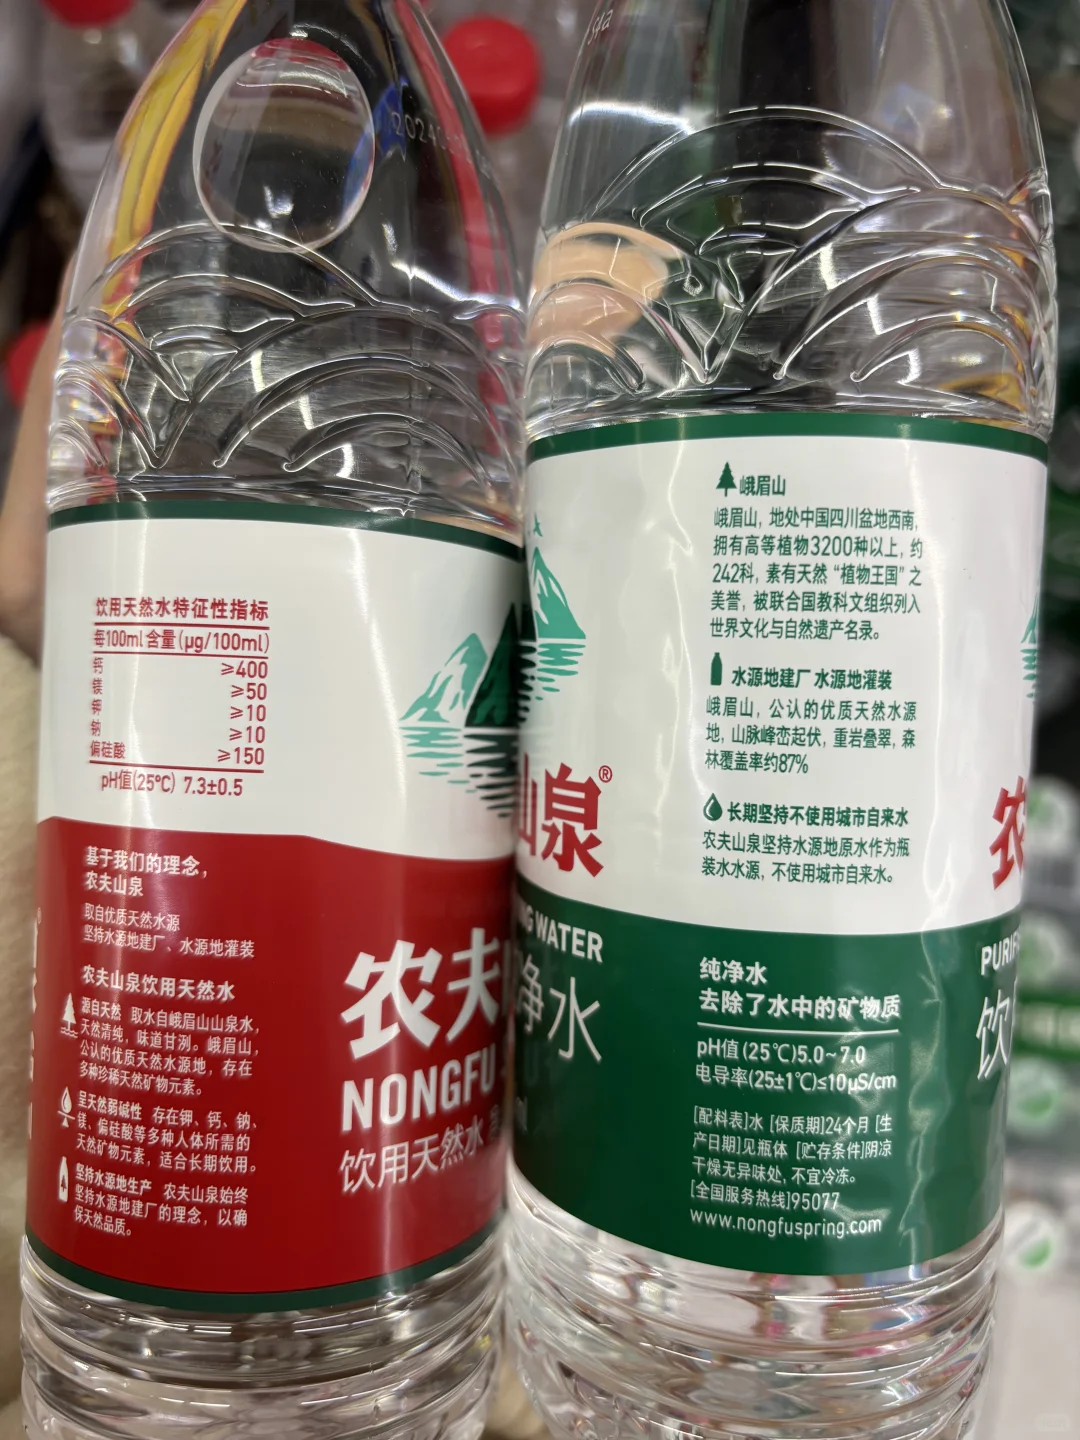 2024
饮用天然水特征性指标
每100ml含量(μg/100ml)
钙 ≥400
镁 ≥50
钾 ≥10
钠 ≥10
偏硅酸 ≥150
pH值(25℃) 7.3±0.5
基于我们的理念，
农夫山泉
取自优质天然水源
坚持水源地建厂、水源地灌装
农夫山泉饮用天然水
源自天然 取水自峨眉山山泉水，
天然清纯，味道甘洌。峨眉山，
公认的优质天然水源地，存在
多种珍稀天然矿物元素。
呈天然弱碱性 存在钾、钙、钠、
镁、偏硅酸等多种人体所需的
天然矿物元素，适合长期饮用。
坚持水源地生产 农夫山泉始终
坚持水源地建厂的理念，以确
保天然品质。
农夫
NONGFU
饮用天然水
山泉®
WATER
净水
ml
峨眉山
峨眉山，地处中国四川盆地西南，
拥有高等植物3200种以上，约
242科，素有天然“植物王国”之
美誉，被联合国教科文组织列入
世界文化与自然遗产名录。
水源地建厂 水源地灌装
峨眉山，公认的优质天然水源
地，山脉峰峦起伏，重岩叠翠，森
林覆盖率约87%
长期坚持不使用城市自来水
农夫山泉坚持水源地原水作为瓶
装水水源，不使用城市自来水。
纯净水
去除了水中的矿物质
pH值(25℃)5.0~7.0
电导率(25±1℃)≤10μS/cm
[配料表]水 [保质期]24个月 [生
产日期]见瓶体 [贮存条件]阴凉
干燥无异味处，不宜冷冻。
[全国服务热线]95077
www.nongfuspring.com
农
PURIF
饮